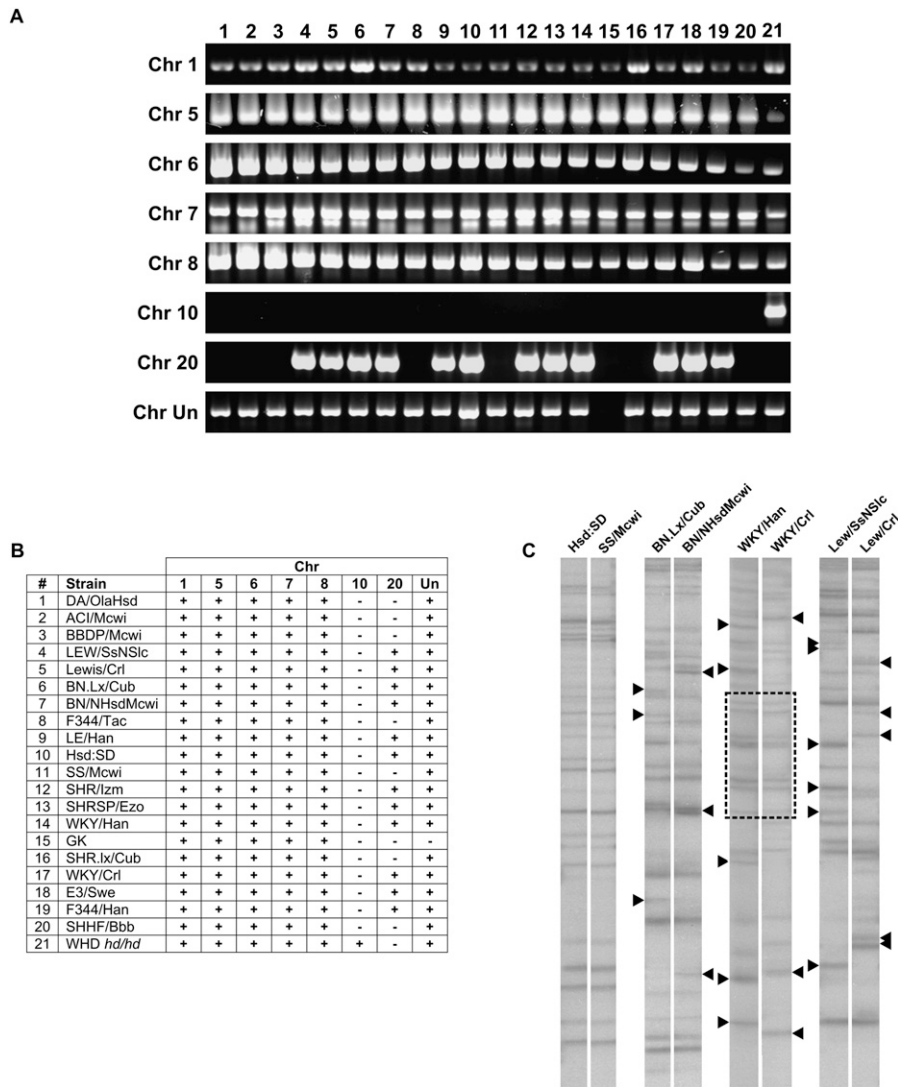 A
1 2 3 4 5 6 7 8 9 10 11 12 13 14 15 16 17 18 19 20 21
Chr 1
Chr 5
Chr 6
Chr 7
Chr 8
Chr 10
Chr 20
Chr Un
B
Chr
# Strain 1 5 6 7 8 10 20 Un
1 DA/OlaHsd + + + + + - - +
2 ACI/Mcwi + + + + + - - +
3 BBDP/Mcwi + + + + + - - +
4 LEW/SsNSlc + + + + + - + +
5 Lewis/Crl + + + + + - + +
6 BN.Lx/Cub + + + + + - + +
7 BN/NHsdMcwi + + + + + - + +
8 F344/Tac + + + + + - - +
9 LE/Han + + + + + - + +
10 Hsd:SD + + + + + - + +
11 SS/Mcwi + + + + + - - +
12 SHR/Izm + + + + + - + +
13 SHRSP/Ezo + + + + + - + +
14 WKY/Han + + + + + - + +
15 GK + + + + + - - -
16 SHR.lx/Cub + + + + + - - +
17 WKY/Crl + + + + + - + +
18 E3/Swe + + + + + - + +
19 F344/Han + + + + + - + +
20 SHHF/Bbb + + + + + - - +
21 WHD hd/hd + + + + + + - +
C
Hsd:SD
SS/Mcwi
BN.Lx/Cub
BN/NHsdMcwi
WKY/Han
WKY/Crl
Lew/SsNSlc
Lew/Crl